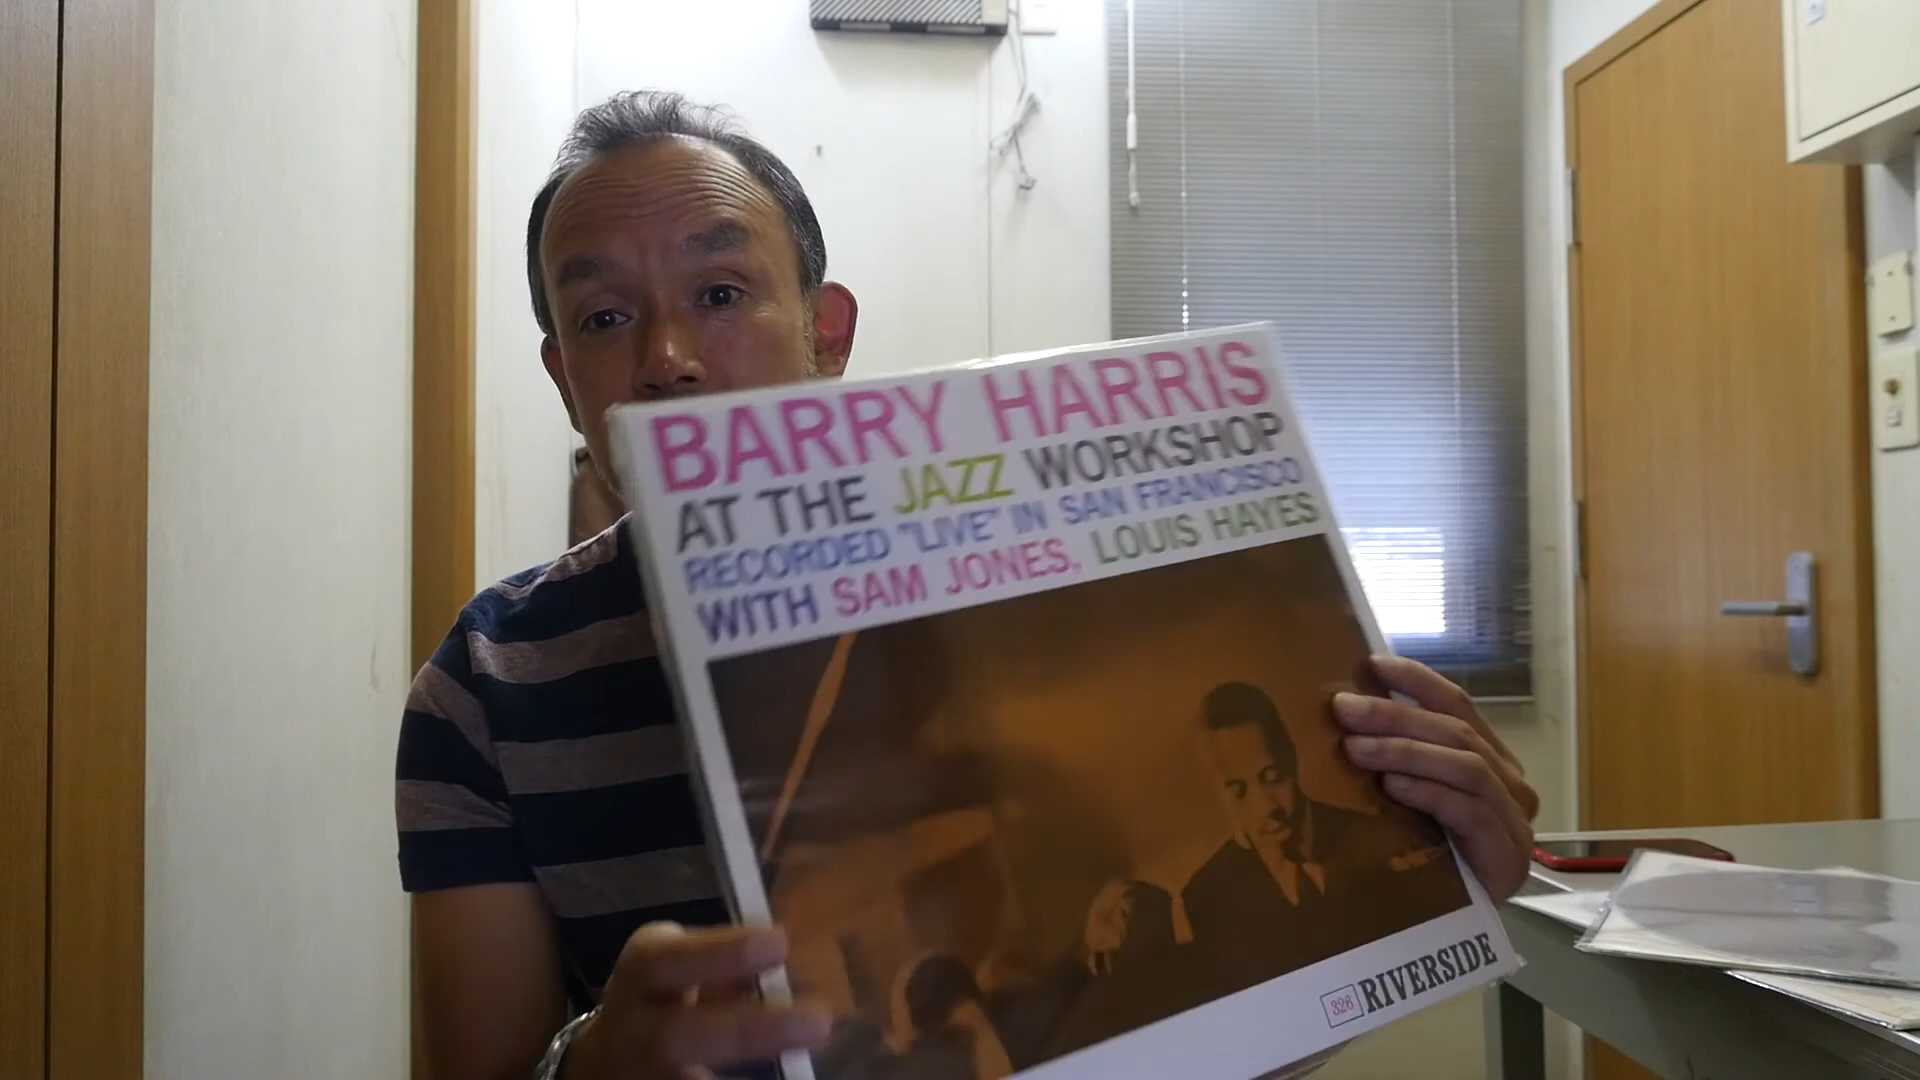 BARRY HARRIS
AT THE JAZZ WORKSHOP
RECORDED "LIVE" IN SAN FRANCISCO
WITH SAM JONES, LOUIS HAYES
326 RIVERSIDE